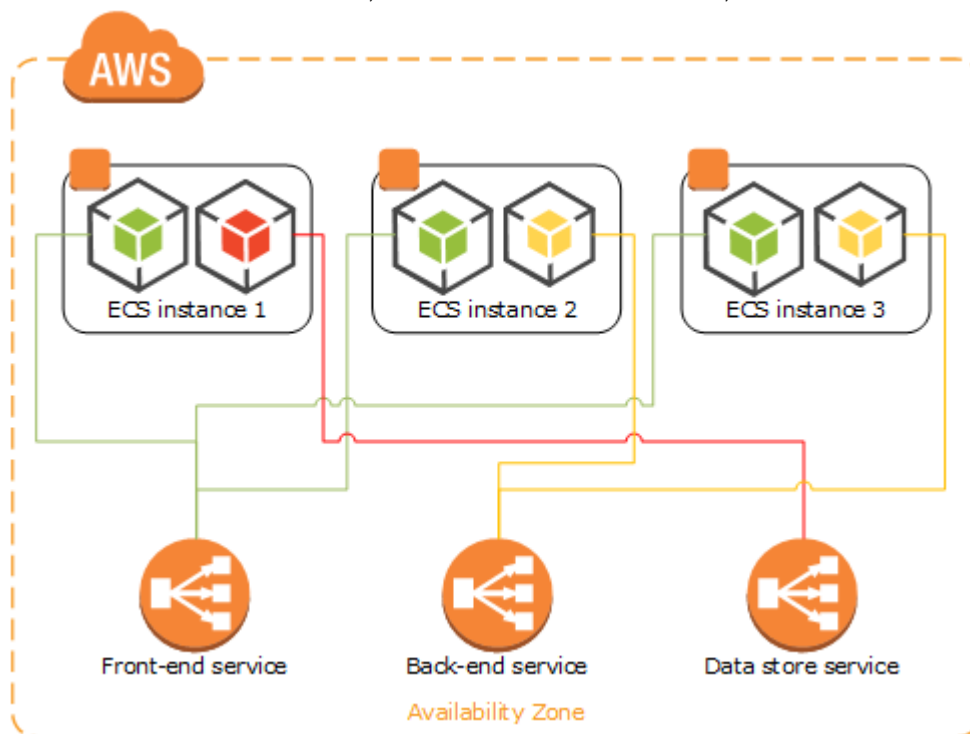 AWS
ECS instance 1
ECS instance 2
ECS instance 3
Front-end service
Back-end service
Data store service
Availability Zone